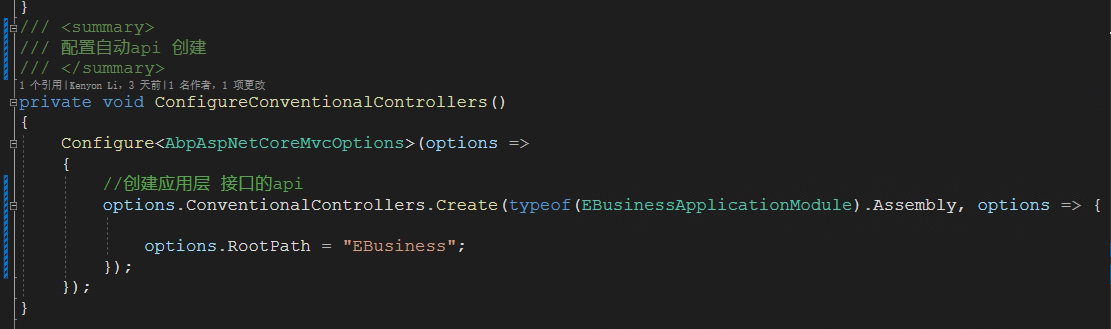 }
/// <summary>
/// 配置自动api 创建
/// </summary>
1 个引用|Kenyon Li，3 天前|1 名作者，1 项更改
private void ConfigureConventionalControllers()
{
Configure<AbpAspNetCoreMvcOptions>(options =>
{
//创建应用层 接口的api
options.ConventionalControllers.Create(typeof(EBusinessApplicationModule).Assembly, options => {
options.RootPath = "EBusiness";
});
});
}